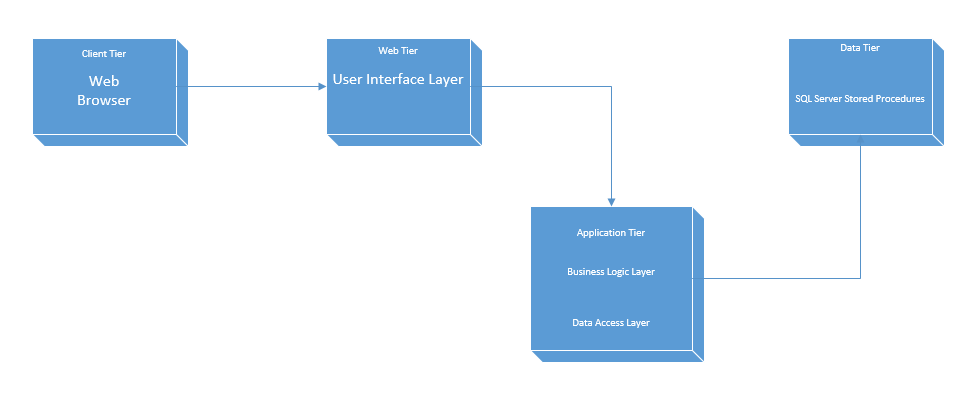 Client Tier
Web
Browser
Web Tier
User Interface Layer
Data Tier
SQL Server Stored Procedures
Application Tier
Business Logic Layer
Data Access Layer